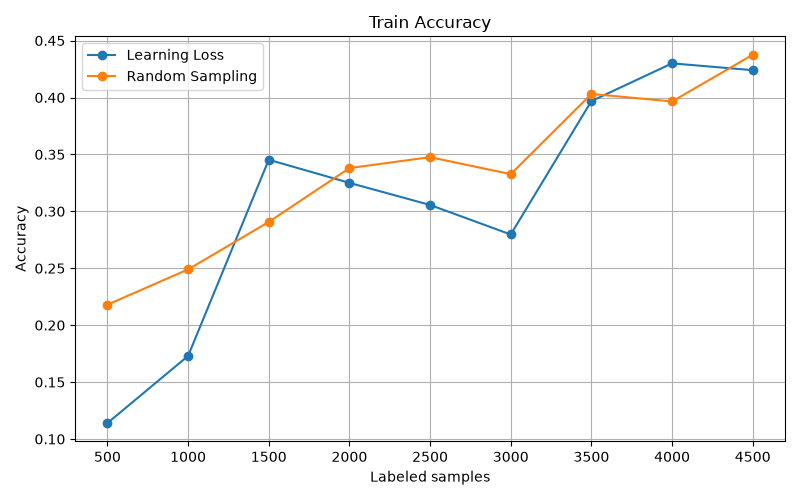 Train Accuracy
Learning Loss
Random Sampling
Accuracy
0.45
0.40
0.35
0.30
0.25
0.20
0.15
0.10
500 1000 1500 2000 2500 3000 3500 4000 4500
Labeled samples